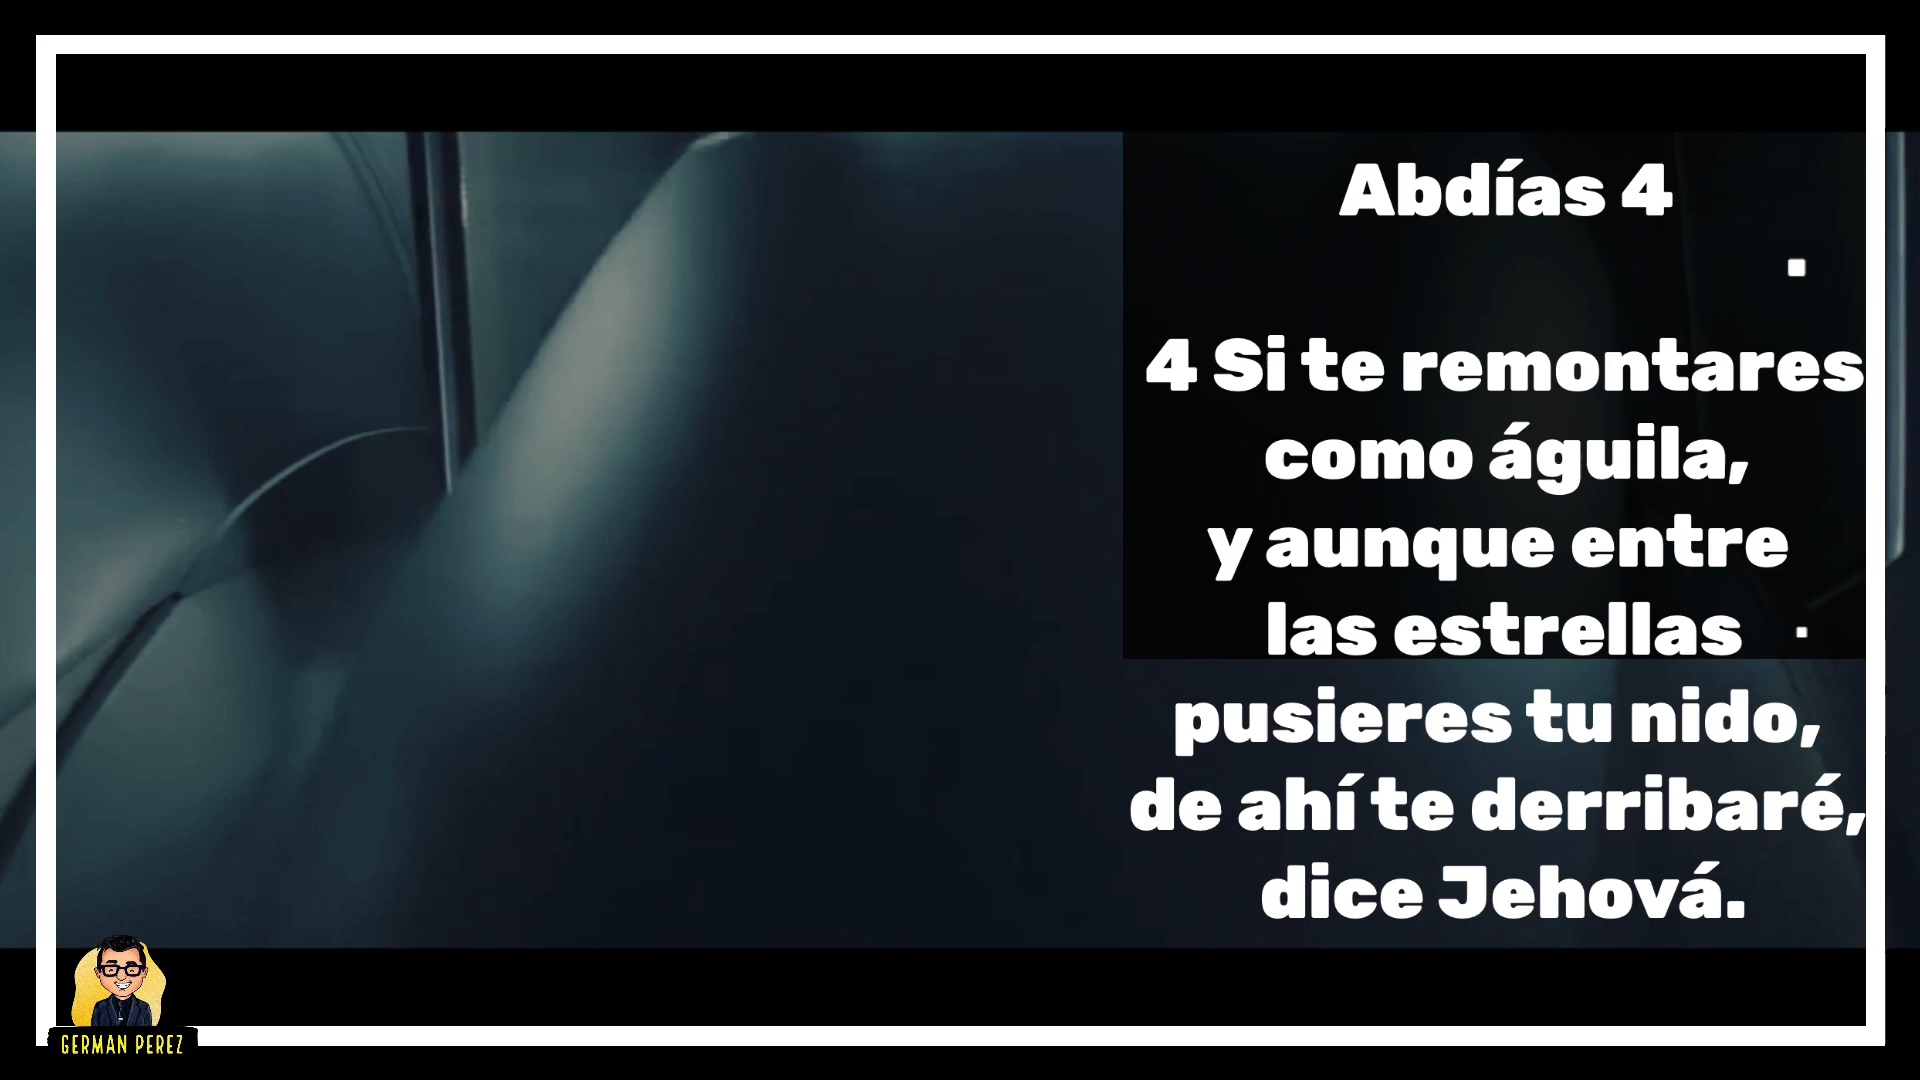 Abdías 4
4 Si te remontares
como águila,
y aunque entre
las estrellas
pusieres tu nido,
de ahí te derribaré,
dice Jehová.
GERMAN PEREZ